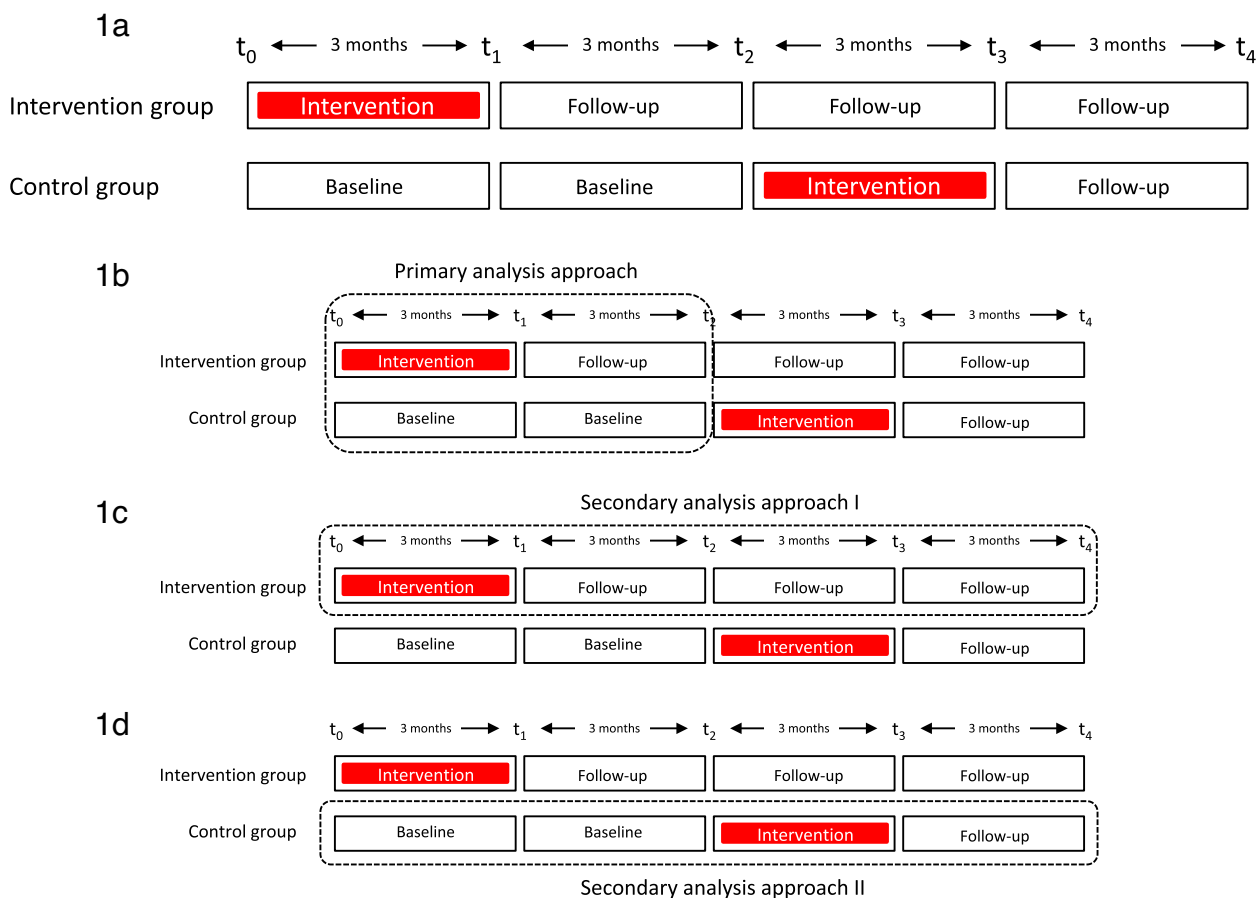 1a
t0 3 months t1 3 months t2 3 months t3 3 months t4
Intervention group Intervention Follow-up Follow-up Follow-up
Control group Baseline Baseline Intervention Follow-up
1b
Primary analysis approach
t0 3 months t1 3 months t2 3 months t3 3 months t4
Intervention group Intervention Follow-up Follow-up Follow-up
Control group Baseline Baseline Intervention Follow-up
1c
Secondary analysis approach I
t0 3 months t1 3 months t2 3 months t3 3 months t4
Intervention group Intervention Follow-up Follow-up Follow-up
Control group Baseline Baseline Intervention Follow-up
1d
t0 3 months t1 3 months t2 3 months t3 3 months t4
Intervention group Intervention Follow-up Follow-up Follow-up
Control group Baseline Baseline Intervention Follow-up
Secondary analysis approach II